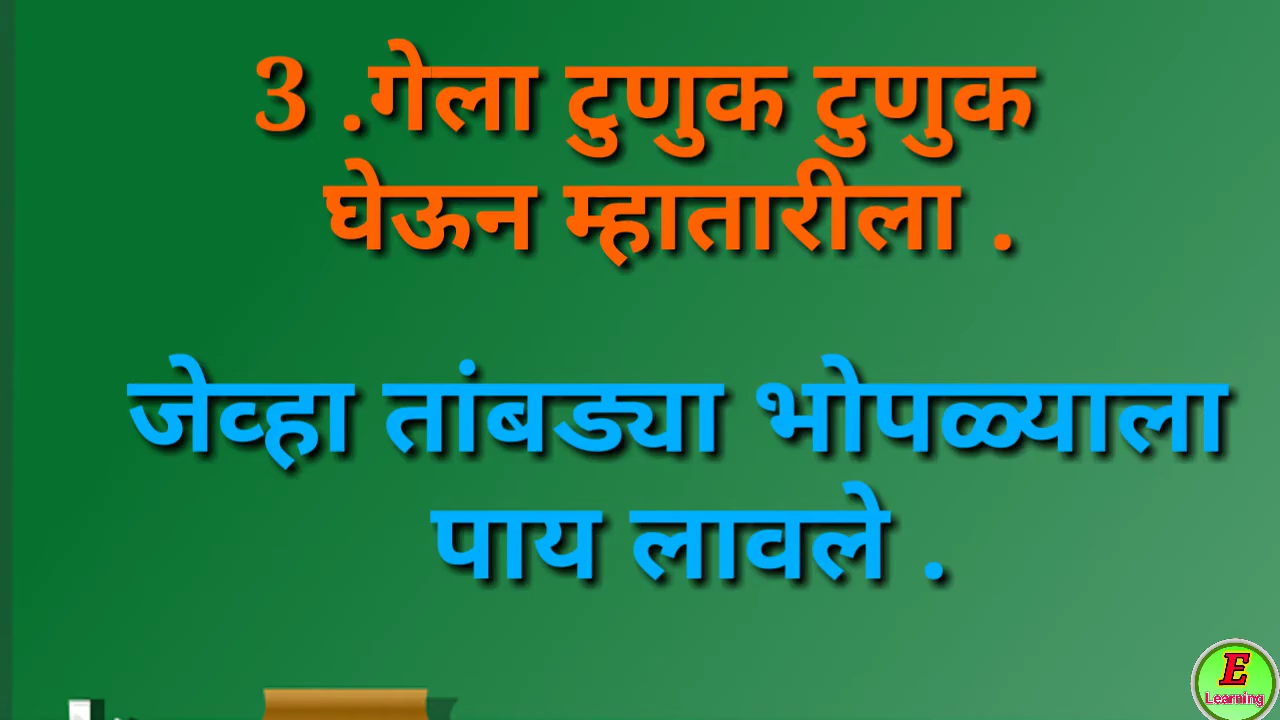 3 .गेला टुणुक टुणुक
घेऊन म्हातारीला .
जेव्हा तांबड्या भोपळ्याला
पाय लावले .
E
Learning